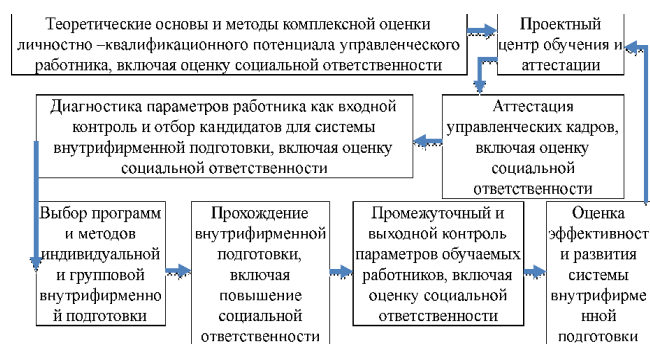 Теоретические основы и методы комплексной оценки
личностно –квалификационного потенциала управленческого
работника, включая оценку социальной ответственности
Проектный
центр обучения и
аттестации
Диагностика параметров работника как входной
контроль и отбор кандидатов для системы
внутрифирменной подготовки, включая оценку
социальной ответственности
Аттестация
управленческих кадров,
включая оценку
социальной
ответственности
Выбор программ
и методов
индивидуальной
и групповой
внутрифирменно
й подготовки
Прохождение
внутрифирменной
подготовки,
включая
повышение
социальной
ответственности
Промежуточный и
выходной контроль
параметров обучаемых
работников, включая
оценку социальной
ответственности
Оценка
эффективност
и развития
системы
внутрифирме
нной
подготовки